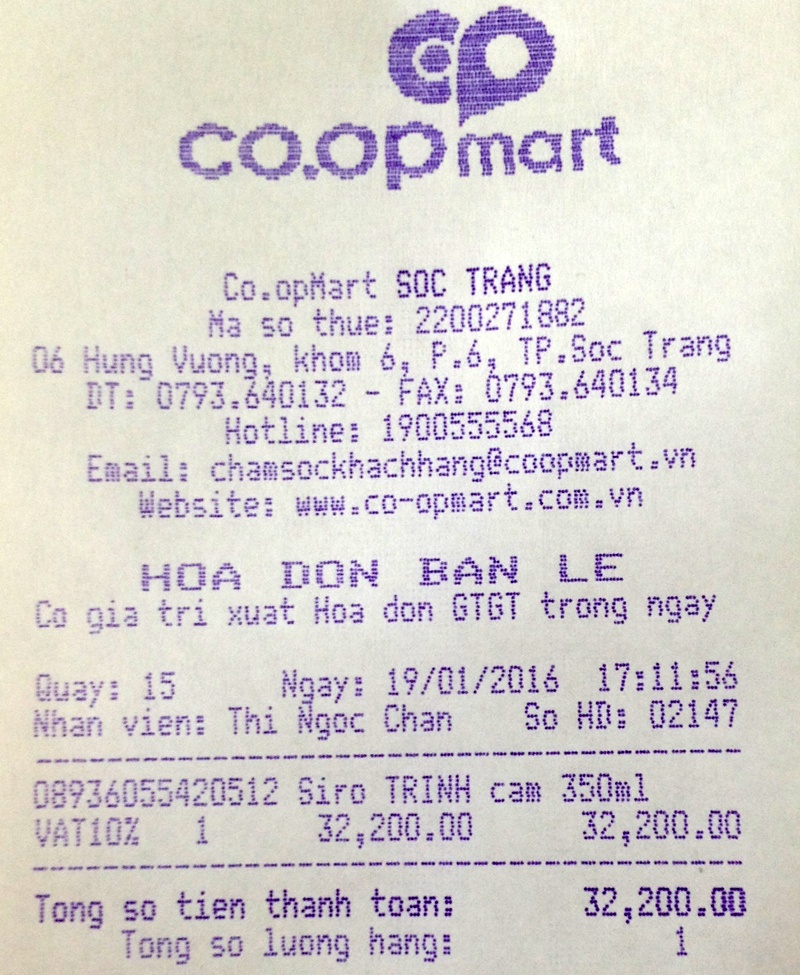 co.opmart
Co.opMart SOC TRANG
Ma so thue: 2200271882
06 Hung Vuong, khom 6, P.6, TP.Soc Trang
DT: 0793.640132 - FAX: 0793.640134
Hotline: 1900555568
Email: chamsockhachhang@coopmart.vn
Website: www.co-opmart.com.vn
HOA DON BAN LE
Co gia tri xuat Hoa don GTGT trong ngay
Quay: 15 Ngay: 19/01/2016 17:11:56
Nhan vien: Thi Ngoc Chan So HD: 02147
08936055420512 Siro TRINH cam 350ml
VAT10% 1 32,200.00 32,200.00
Tong so tien thanh toan: 32,200.00
Tong so luong hang: 1